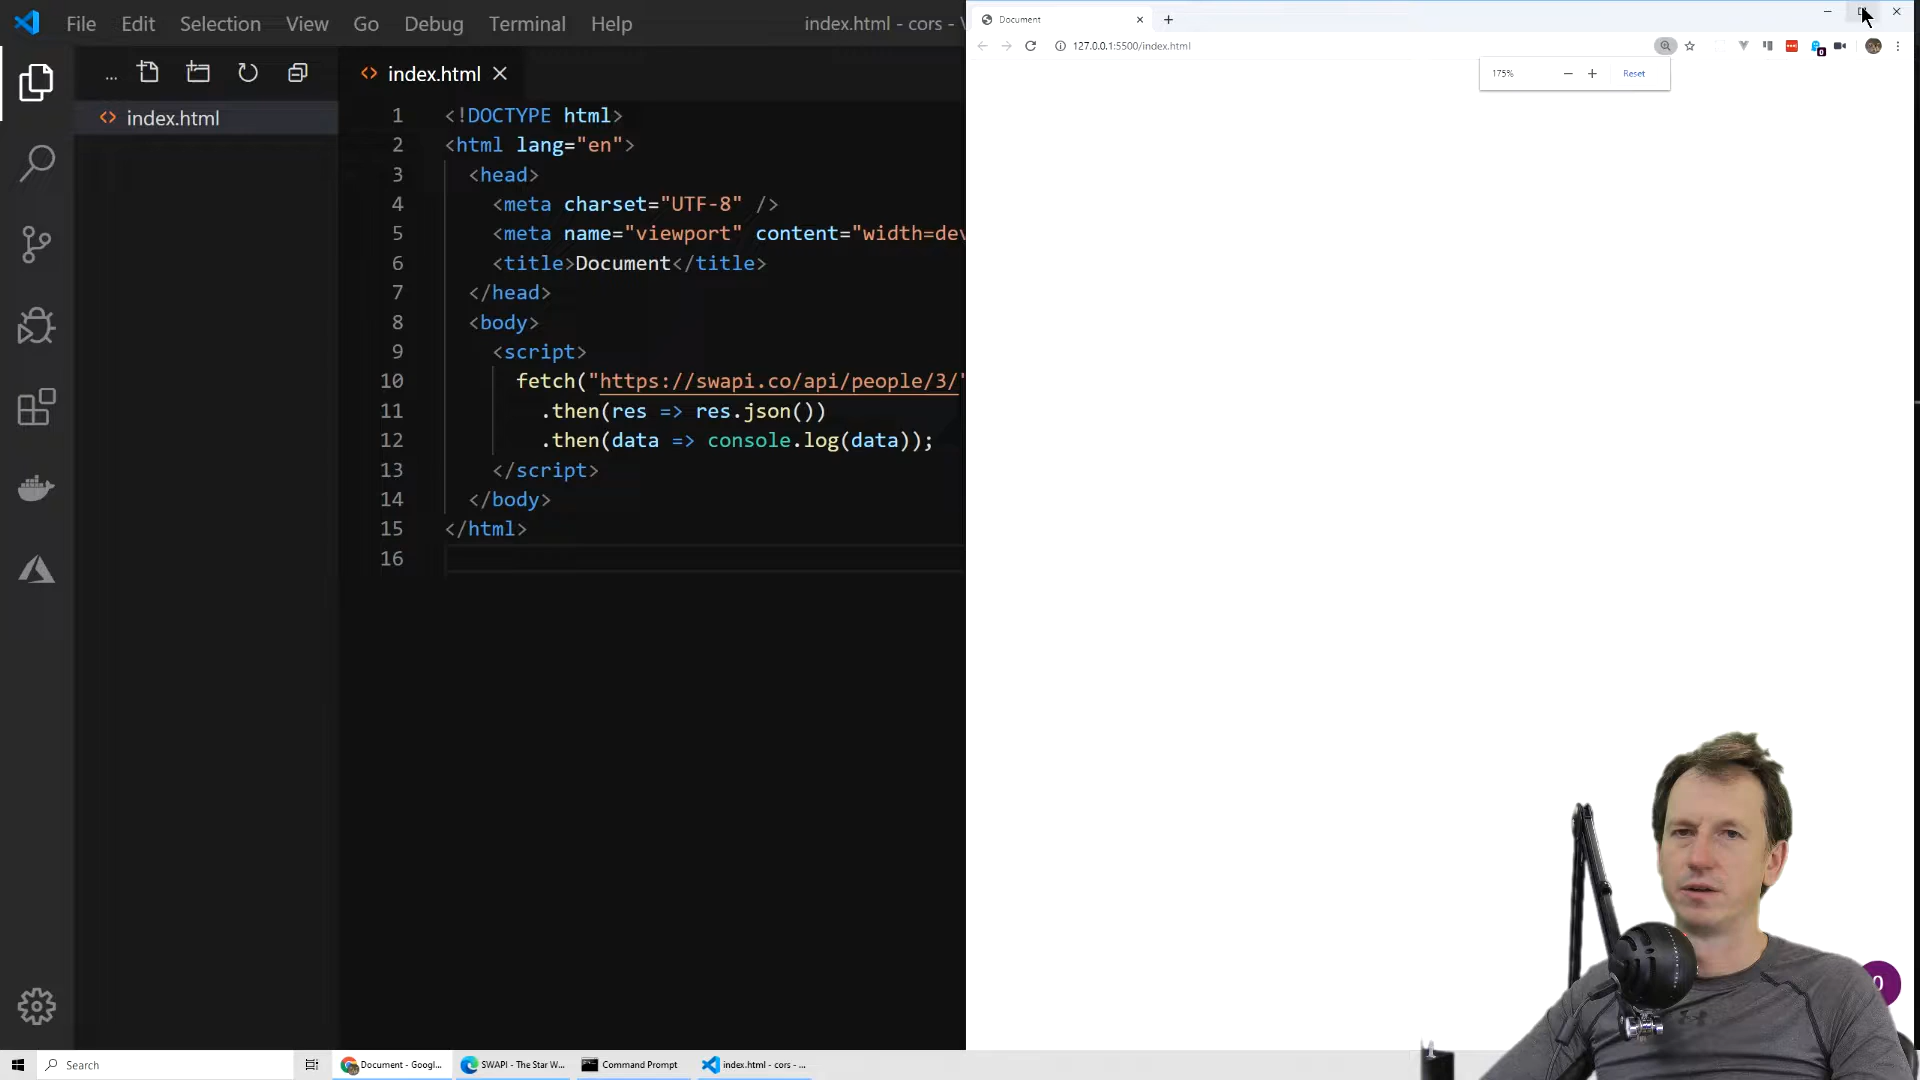 File Edit Selection View Go Debug Terminal Help index.html - cors -
index.html
...
index.html
1 <!DOCTYPE html>
2 <html lang="en">
3 <head>
4 <meta charset="UTF-8" />
5 <meta name="viewport" content="width=dev
6 <title>Document</title>
7 </head>
8 <body>
9 <script>
10 fetch("https://swapi.co/api/people/3/"
11 .then(res => res.json())
12 .then(data => console.log(data));
13 </script>
14 </body>
15 </html>
16
Document
127.0.0.1:5500/index.html
0
175% − + Reset
0
Search
Document - Googl...
SWAPI - The Star W...
Command Prompt
index.html - cors - ...